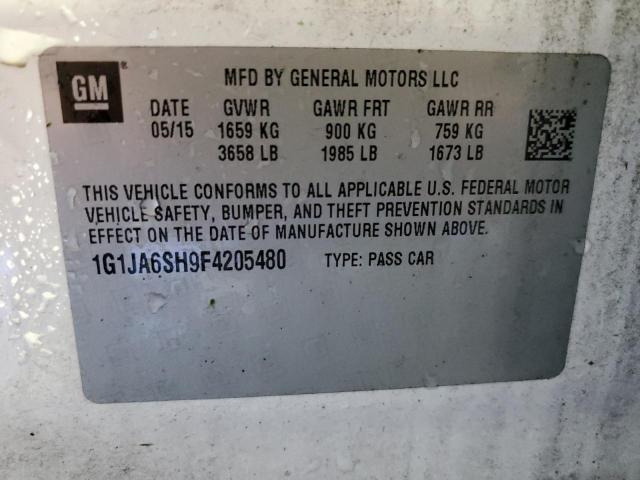 GM ®
MFD BY GENERAL MOTORS LLC
DATE GVWR GAWR FRT GAWR RR
05/15 1659 KG 900 KG 759 KG
3658 LB 1985 LB 1673 LB
THIS VEHICLE CONFORMS TO ALL APPLICABLE U.S. FEDERAL MOTOR
VEHICLE SAFETY, BUMPER, AND THEFT PREVENTION STANDARDS IN
EFFECT ON THE DATE OF MANUFACTURE SHOWN ABOVE.
1G1JA6SH9F4205480 TYPE: PASS CAR